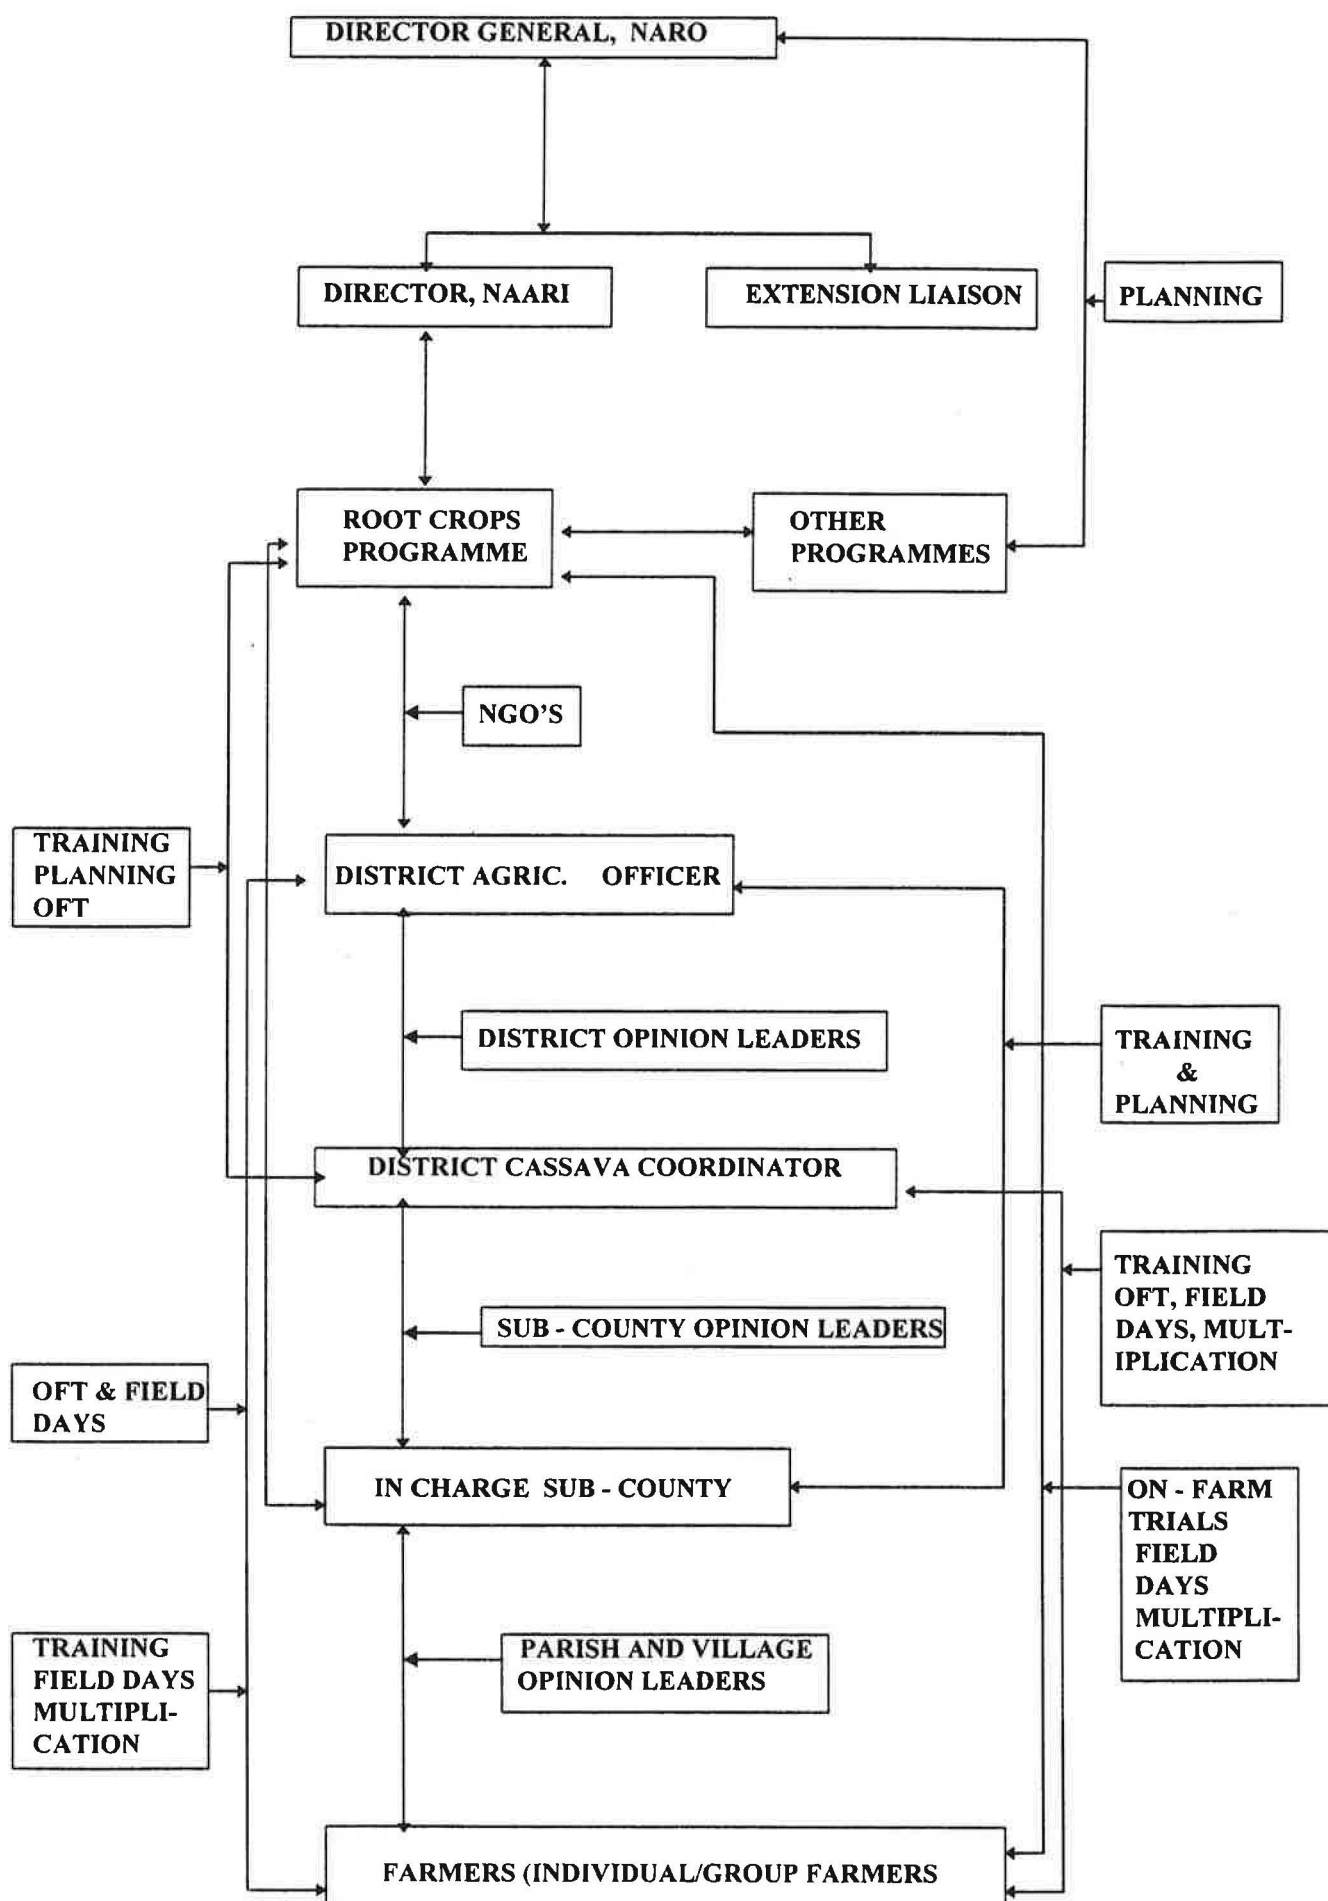 DIRECTOR GENERAL, NARO
DIRECTOR, NAARI
EXTENSION LIAISON
PLANNING
ROOT CROPS
PROGRAMME
OTHER
PROGRAMMES
NGO'S
TRAINING
PLANNING
OFT
DISTRICT AGRIC. OFFICER
DISTRICT OPINION LEADERS
TRAINING
&
PLANNING
DISTRICT CASSAVA COORDINATOR
TRAINING
OFT, FIELD
DAYS, MULT-
IPLICATION
SUB - COUNTY OPINION LEADERS
OFT & FIELD
DAYS
IN CHARGE SUB - COUNTY
ON - FARM
TRIALS
FIELD
DAYS
MULTIPLI-
CATION
TRAINING
FIELD DAYS
MULTIPLI-
CATION
PARISH AND VILLAGE
OPINION LEADERS
FARMERS (INDIVIDUAL/GROUP FARMERS